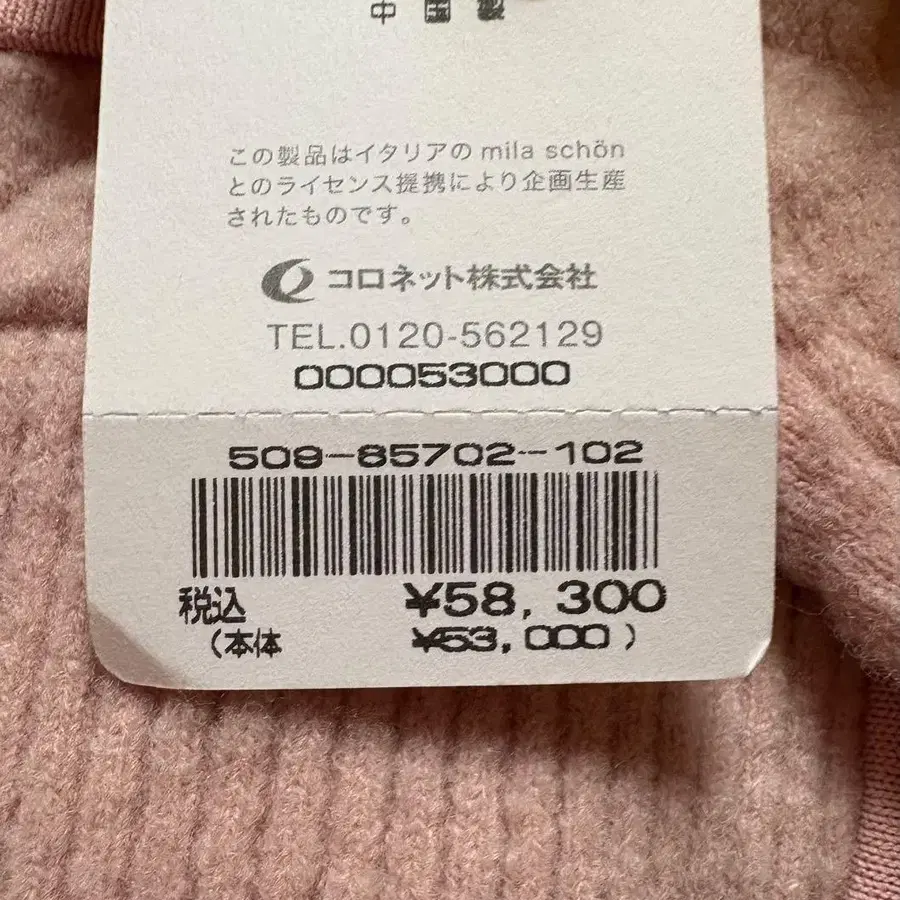 中国製
この製品はイタリアの mila schön
とのライセンス提携により企画生産
されたものです。
コロネット株式会社
TEL.0120-562129
000053000
509-85702-102
税込 ¥58,300
(本体 ¥53,000)